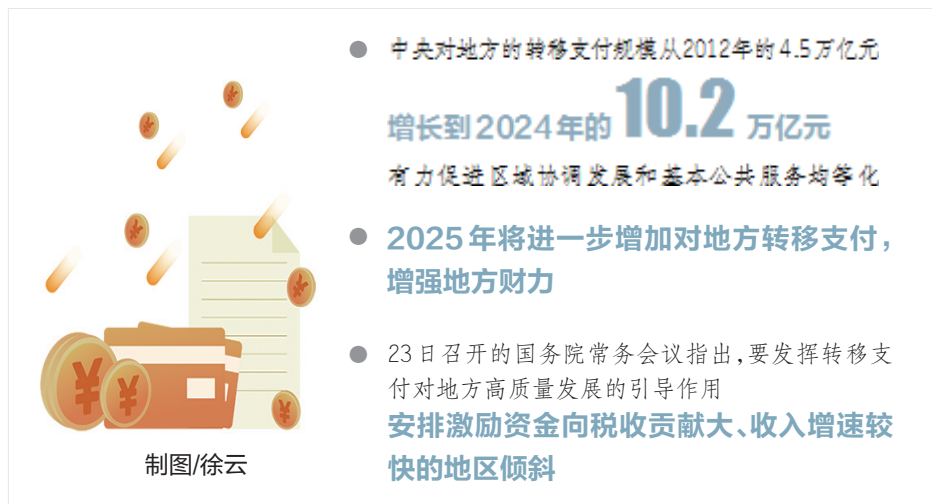 中央对地方的转移支付规模从2012年的4.5万亿元
增长到2024年的10.2万亿元
有力促进区域协调发展和基本公共服务均等化
2025年将进一步增加对地方转移支付，
增强地方财力
23日召开的国务院常务会议指出,要发挥转移支
付对地方高质量发展的引导作用
安排激励资金向税收贡献大、收入增速较
快的地区倾斜
制图/徐云